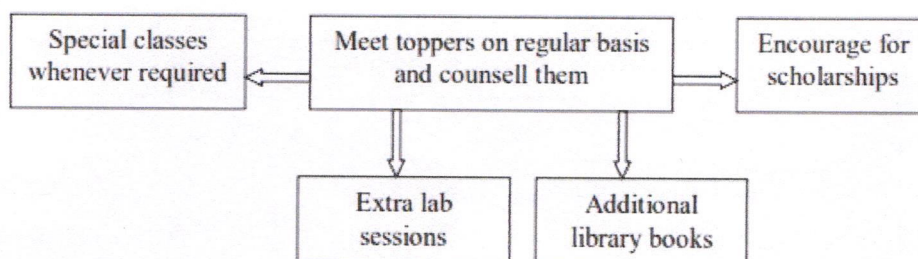 Special classes
whenever required
Meet toppers on regular basis
and counsell them
Encourage for
scholarships
Extra lab
sessions
Additional
library books